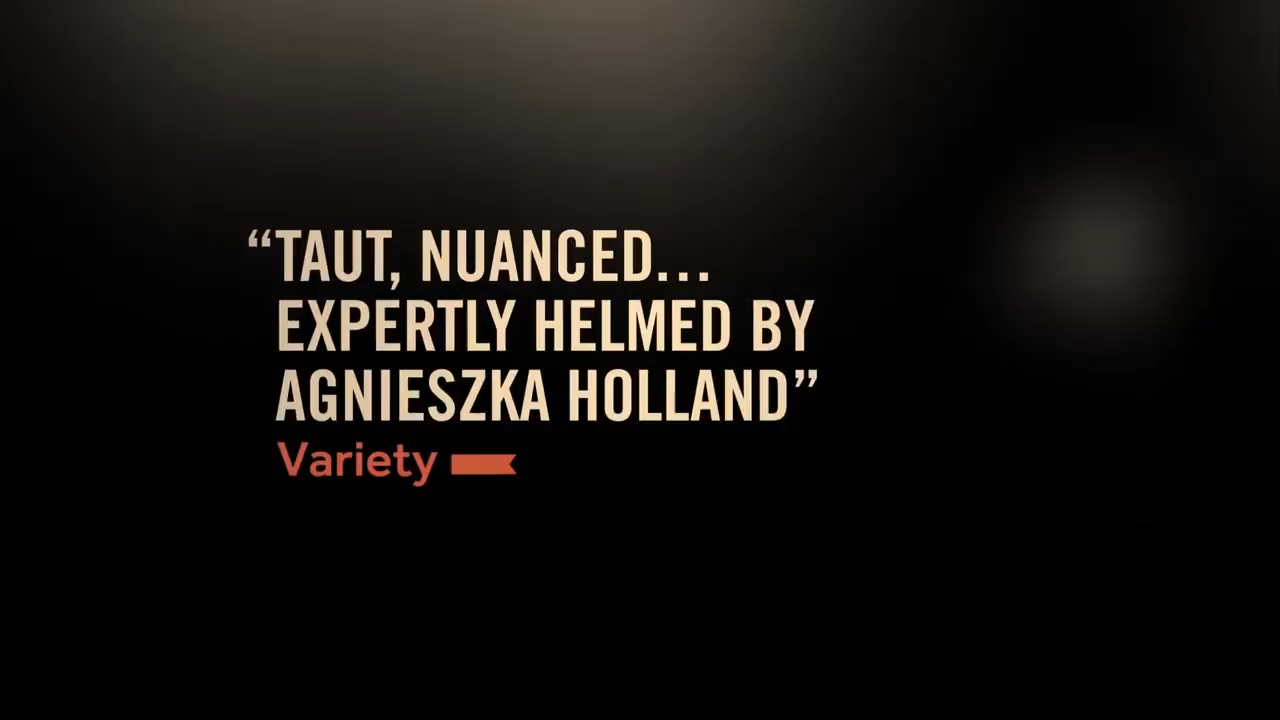 “TAUT, NUANCED…
EXPERTLY HELMED BY
AGNIESZKA HOLLAND”
Variety